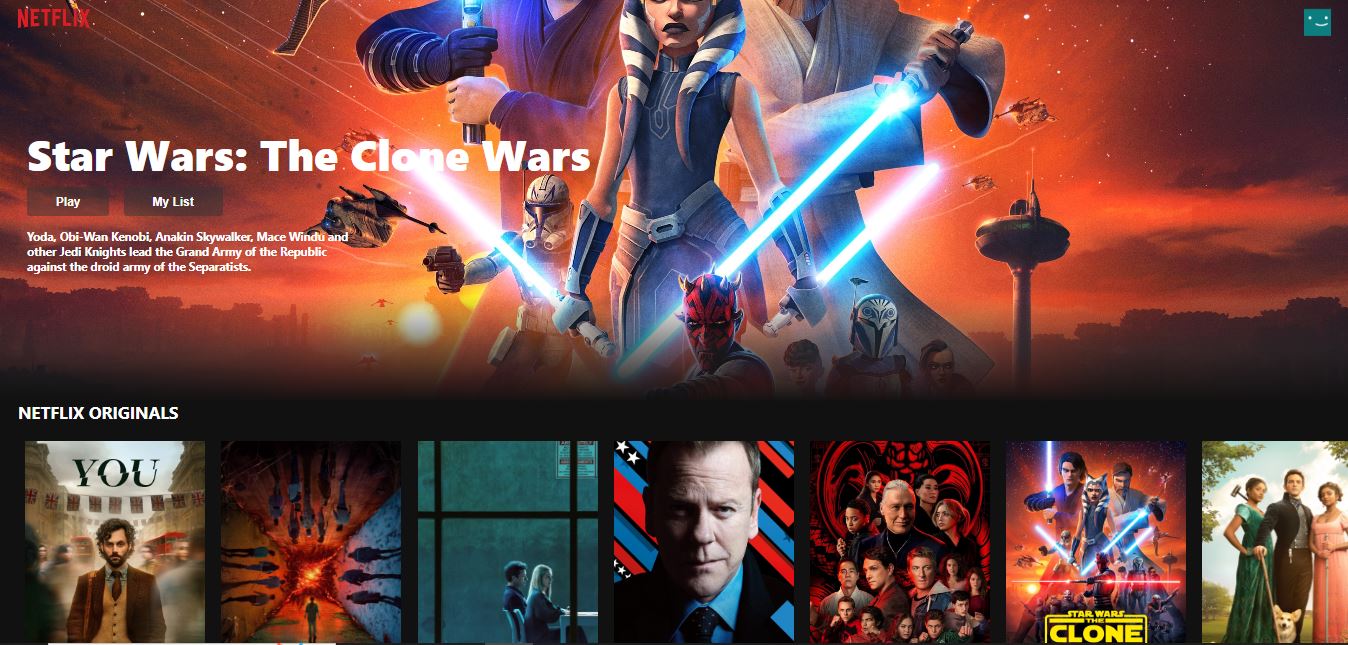 NETFLIX
Star Wars: The Clone Wars
Play
My List
Yoda, Obi-Wan Kenobi, Anakin Skywalker, Mace Windu and
other Jedi Knights lead the Grand Army of the Republic
against the droid army of the Separatists.
NETFLIX ORIGINALS
YOU
STAR WARS
THE
CLONE